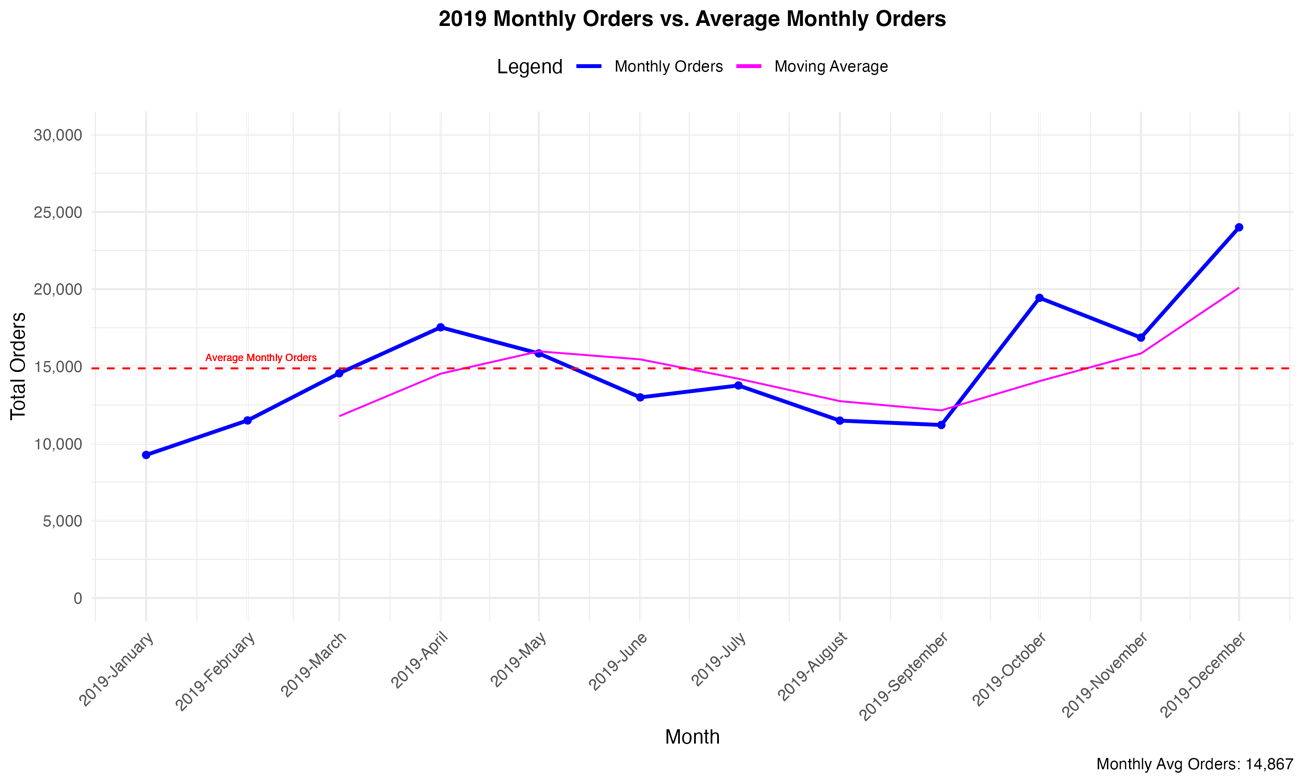 2019 Monthly Orders vs. Average Monthly Orders
Legend Monthly Orders Moving Average
30,000
25,000
20,000
15,000
10,000
5,000
0
Total Orders
Average Monthly Orders
2019-January
2019-February
2019-March
2019-April
2019-May
2019-June
2019-July
2019-August
2019-September
2019-October
2019-November
2019-December
Month
Monthly Avg Orders: 14,867